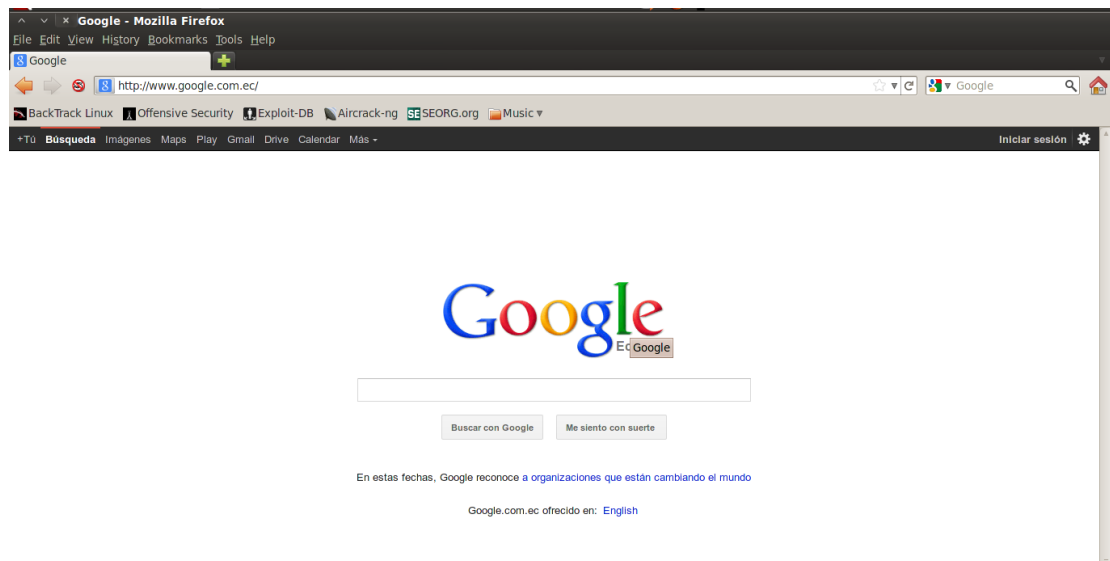 Google - Mozilla Firefox
File Edit View History Bookmarks Tools Help
Google
http://www.google.com.ec/ Google
BackTrack Linux Offensive Security Exploit-DB Aircrack-ng SE SEORG.org Music
+Tú Búsqueda Imágenes Maps Play Gmail Drive Calendar Más Iniciar sesión
Google
Google
Buscar con Google Me siento con suerte
En estas fechas, Google reconoce a organizaciones que están cambiando el mundo
Google.com.ec ofrecido en: English